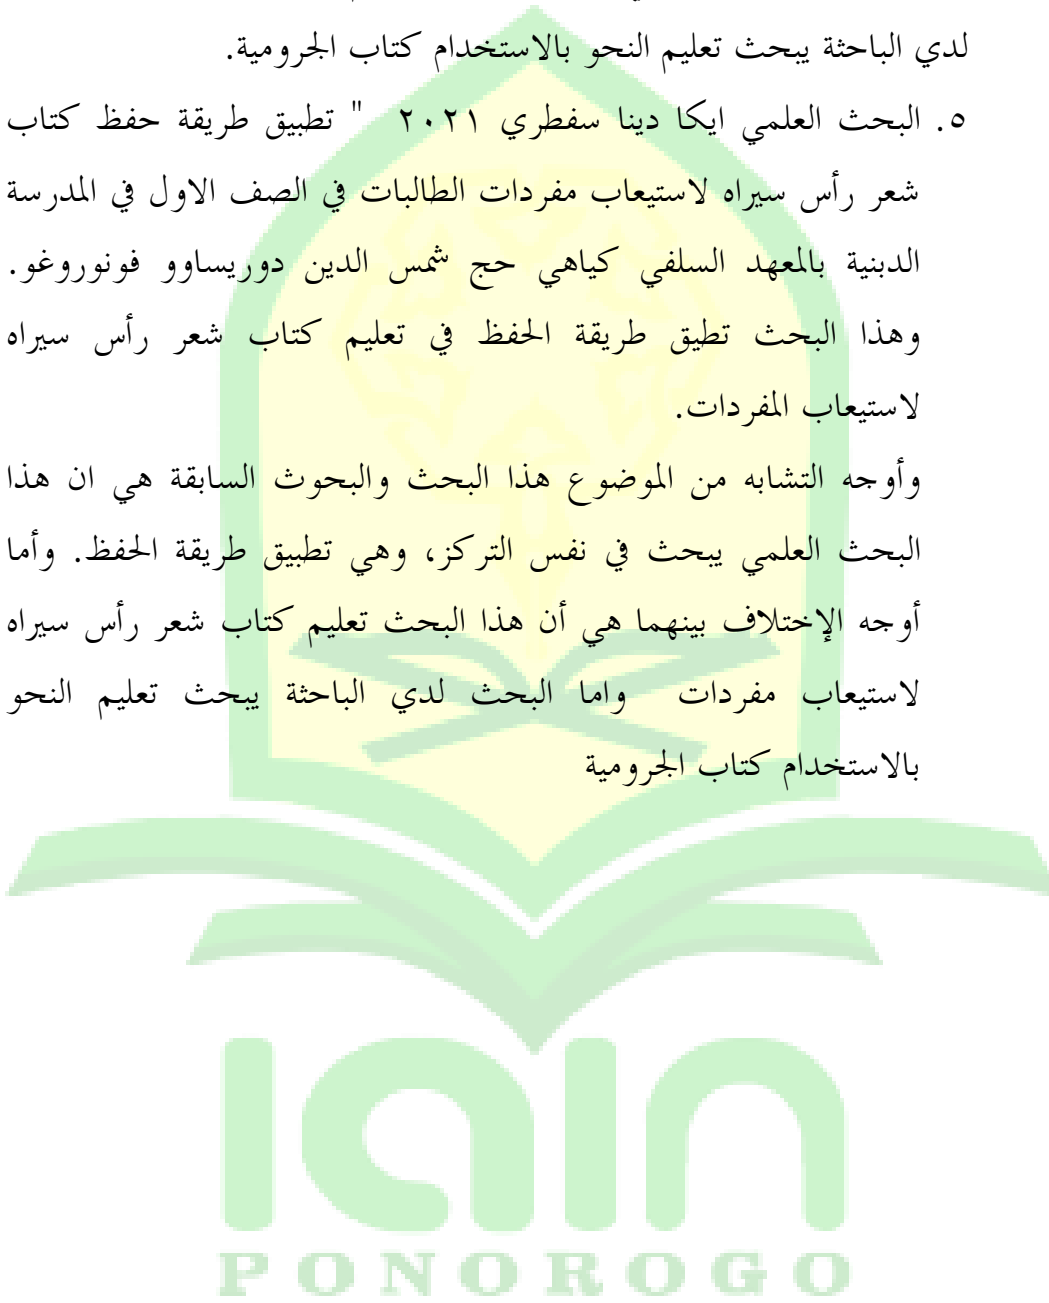 لدي الباحثة يبحث تعليم النحو بالاستخدام كتاب الجرومية.
٥. البحث العلمي ايكا دينا سفطري ٢٠٢١ " تطبيق طريقة حفظ كتاب
شعر رأس سيراه لاستيعاب مفردات الطالبات في الصف الاول في المدرسة
الدبنية بالمعهد السلفي كياهي حج شمس الدين دوريساوو فونوروغو.
وهذا البحث تطيق طريقة الحفظ في تعليم كتاب شعر رأس سيراه
لاستيعاب المفردات.
وأوجه التشابه من الموضوع هذا البحث والبحوث السابقة هي ان هذا
البحث العلمي يبحث في نفس التركز، وهي تطبيق طريقة الحفظ. وأما
أوجه الإختلاف بينهما هي أن هذا البحث تعليم كتاب شعر رأس سيراه
لاستيعاب مفردات واما البحث لدي الباحثة يبحث تعليم النحو
بالاستخدام كتاب الجرومية
iain
PONOROGO